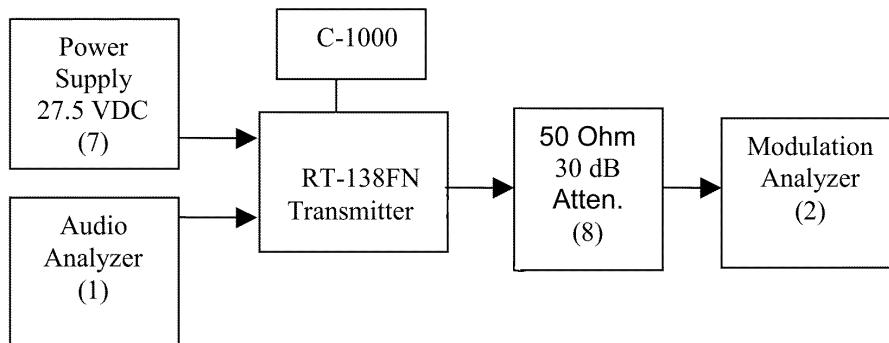 Power
Supply
27.5 VDC
(7)
C-1000
RT-138FN
Transmitter
50 Ohm
30 dB
Atten.
(8)
Modulation
Analyzer
(2)
Audio
Analyzer
(1)